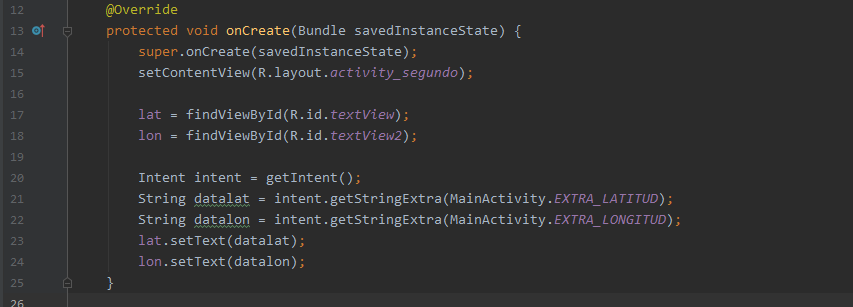 12 @Override
13 protected void onCreate(Bundle savedInstanceState) {
14 super.onCreate(savedInstanceState);
15 setContentView(R.layout.activity_segundo);
16
17 lat = findViewById(R.id.textView);
18 lon = findViewById(R.id.textView2);
19
20 Intent intent = getIntent();
21 String datalat = intent.getStringExtra(MainActivity.EXTRA_LATITUD);
22 String datalon = intent.getStringExtra(MainActivity.EXTRA_LONGITUD);
23 lat.setText(datalat);
24 lon.setText(datalon);
25 }
26